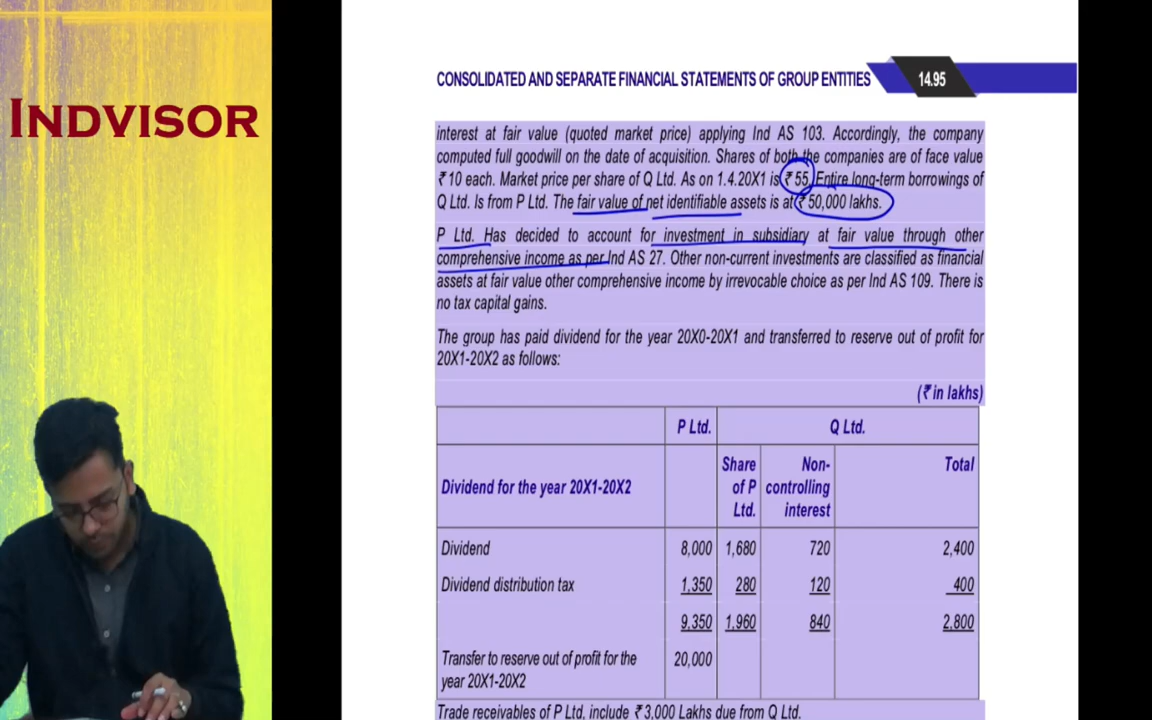 INDVISOR
CONSOLIDATED AND SEPARATE FINANCIAL STATEMENTS OF GROUP ENTITIES 14.95
interest at fair value (quoted market price) applying Ind AS 103. Accordingly, the company
computed full goodwill on the date of acquisition. Shares of both the companies are of face value
₹ 10 each. Market price per share of Q Ltd. As on 1.4.20X1 is ₹ 55. Entire long-term borrowings of
Q Ltd. Is from P Ltd. The fair value of net identifiable assets is at ₹ 50,000 lakhs.
P Ltd. Has decided to account for investment in subsidiary at fair value through other
comprehensive income as per Ind AS 27. Other non-current investments are classified as financial
assets at fair value other comprehensive income by irrevocable choice as per Ind AS 109. There is
no tax capital gains.
The group has paid dividend for the year 20X0-20X1 and transferred to reserve out of profit for
20X1-20X2 as follows:
(₹ in lakhs)
P Ltd. Q Ltd.
Dividend for the year 20X1-20X2
Share
of P
Ltd.
Non-
controlling
interest
Total
Dividend 8,000 1,680 720 2,400
Dividend distribution tax 1,350 280 120 400
9.350 1,960 840 2,800
Transfer to reserve out of profit for the 20,000
year 20X1-20X2
Trade receivables of P Ltd, include ₹ 3,000 Lakhs due from Q Ltd.